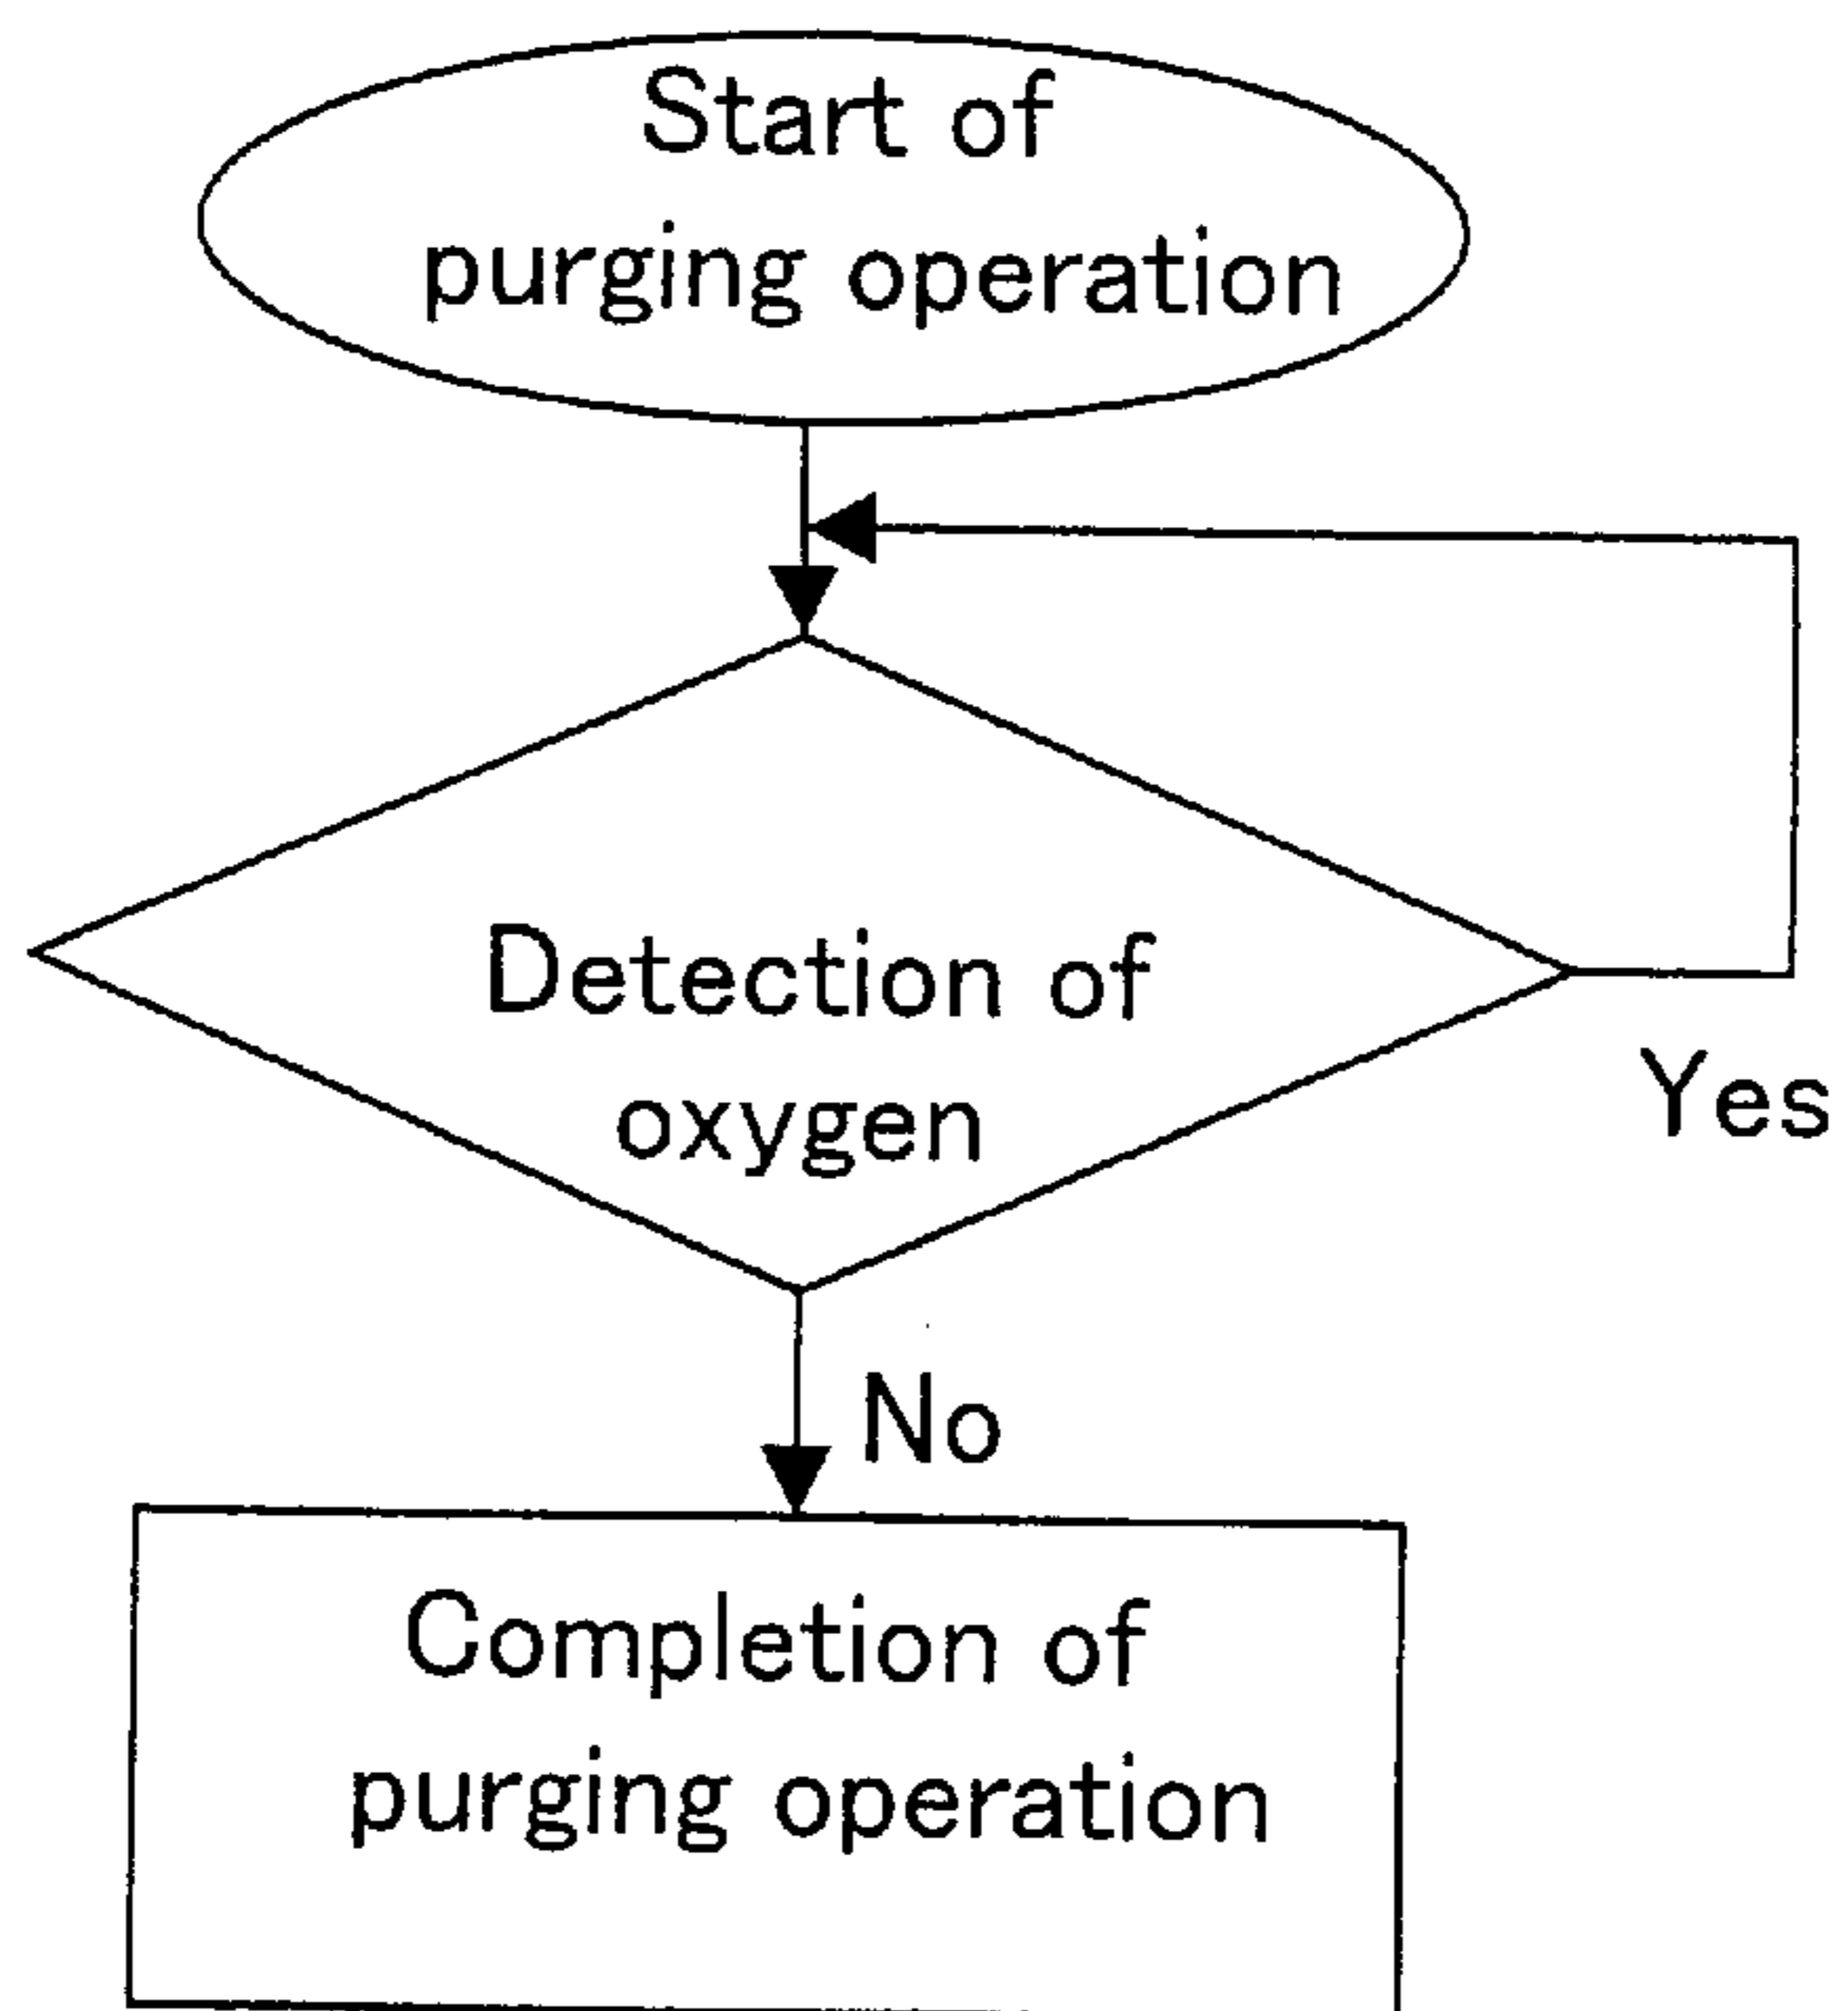 Start of
purging operation
Detection of
oxygen
Yes
No
Completion of
purging operation